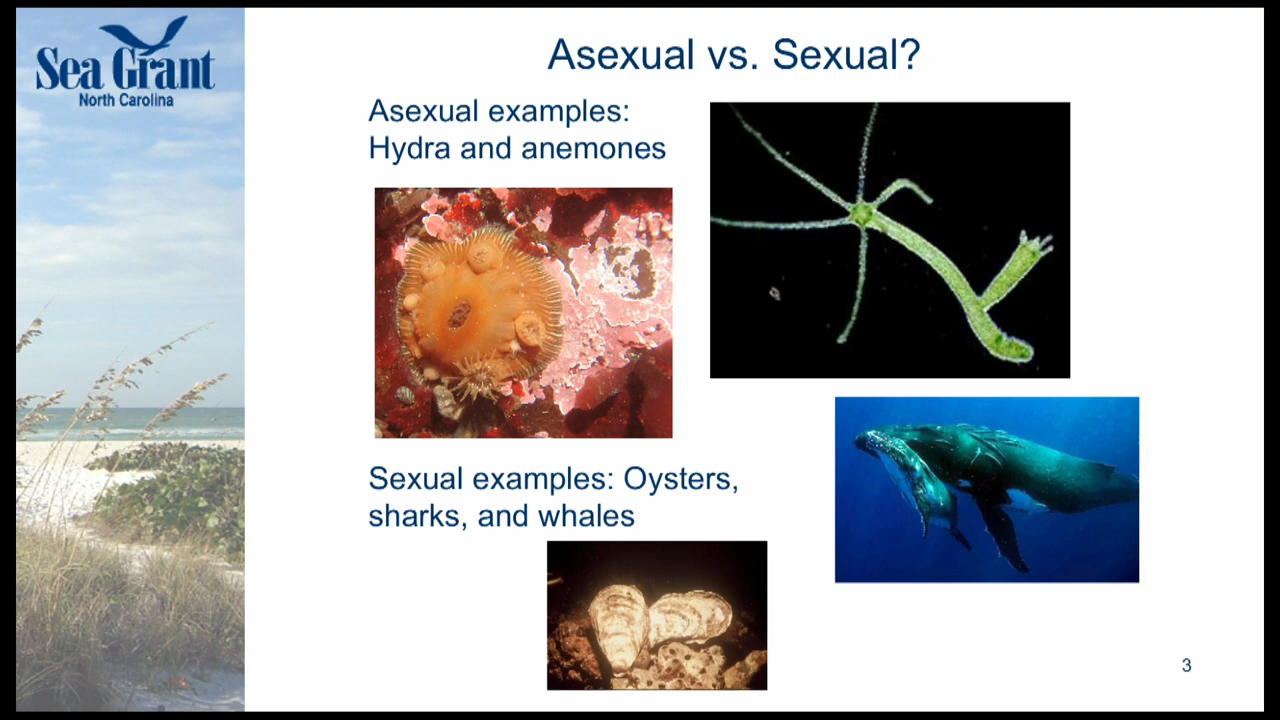 Sea Grant
North Carolina
Asexual vs. Sexual?
Asexual examples:
Hydra and anemones
Sexual examples: Oysters,
sharks, and whales
3